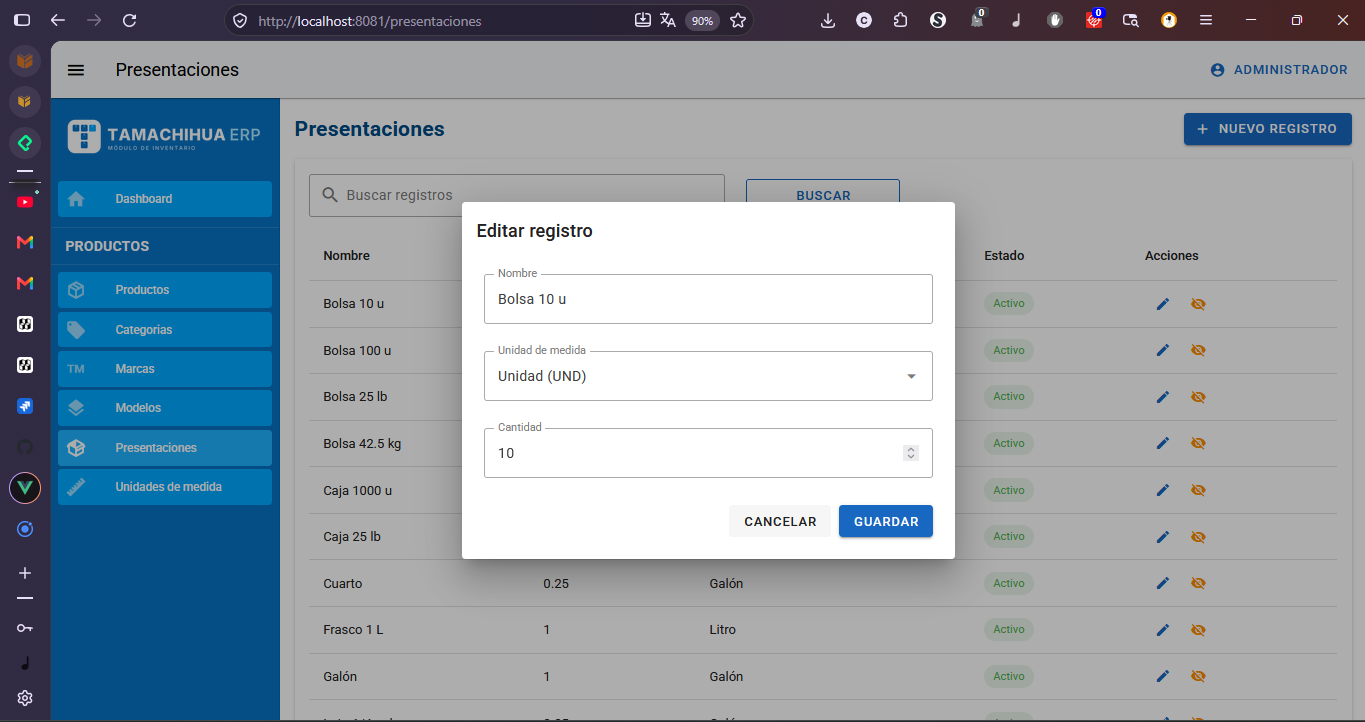 http://localhost:8081/presentaciones
90%
C
0
0
Presentaciones
ADMINISTRADOR
TAMACHIHUA ERP
MÓDULO DE INVENTARIO
Dashboard
PRODUCTOS
Productos
Categorias
TM Marcas
Modelos
Presentaciones
Unidades de medida
Presentaciones
+ NUEVO REGISTRO
Buscar registros
BUSCAR
Nombre
Estado
Acciones
Bolsa 10 u
Activo
Bolsa 100 u
Activo
Bolsa 25 lb
Activo
Bolsa 42.5 kg
Activo
Caja 1000 u
Activo
Caja 25 lb
Activo
Cuarto 0.25 Galón Activo
Frasco 1 L 1 Litro Activo
Galón 1 Galón Activo
Editar registro
Nombre
Bolsa 10 u
Unidad de medida
Unidad (UND)
Cantidad
10
CANCELAR
GUARDAR